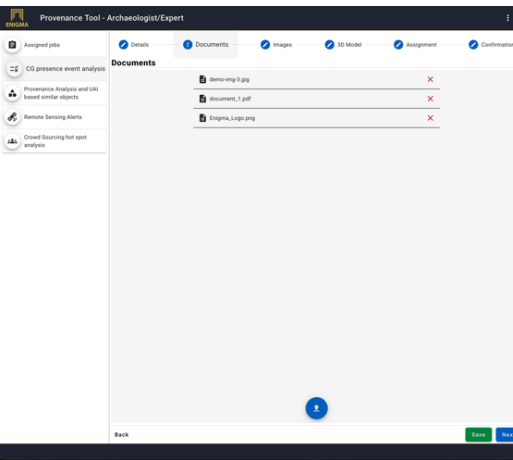 ENIGMA
Provenance Tool - Archaeologist/Expert
Assigned jobs
CG presence event analysis
Provenance Analysis and UAI
based similar objects
Remote Sensing Alerts
Crowd Sourcing hot spot
analysis
Details
2
Documents
Images
3D Model
Assignment
Confirmation
Documents
demo-img-3.jpg
document_1.pdf
Enigma_Logo.png
Back
Save
Nex